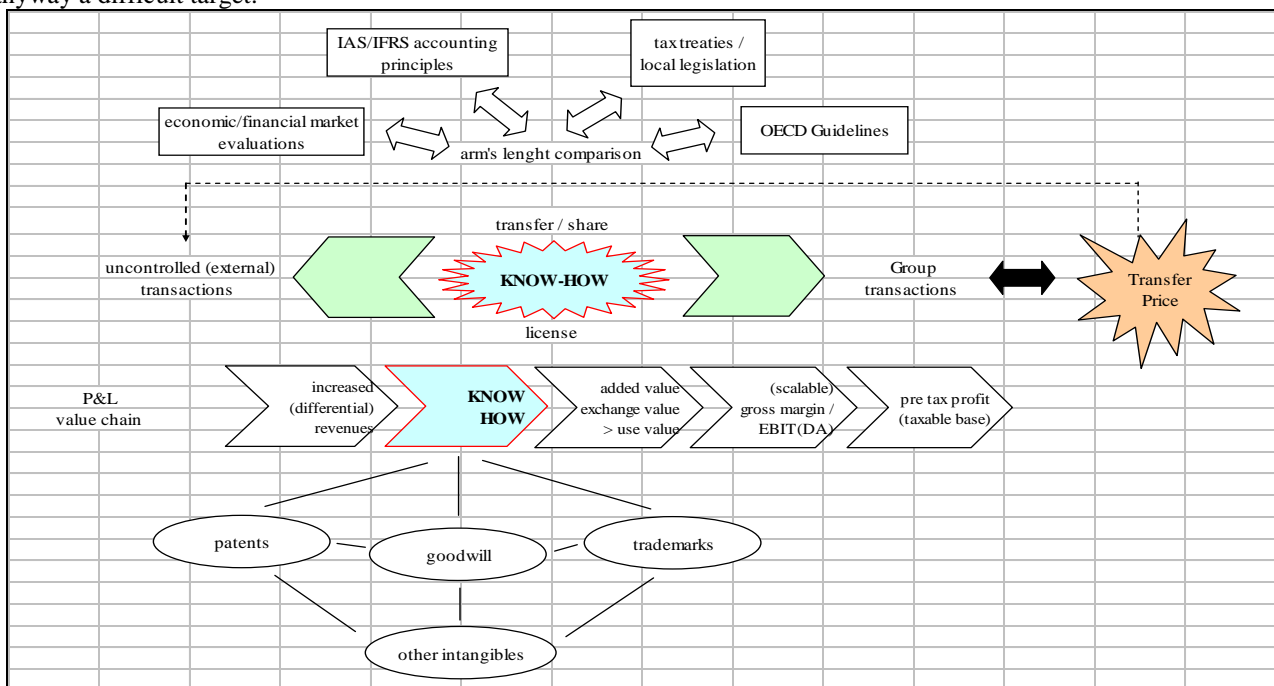 nyway a difficult target.
IAS/IFRS accounting
principles
tax treaties /
local legislation
economic/financial market
evaluations
OECD Guidelines
arm's lenght comparison
transfer / share
uncontrolled (external)
transactions
KNOW-HOW
Group
transactions
Transfer
Price
license
P&L
value chain
increased
(differential)
revenues
KNOW
HOW
added value
exchange value
> use value
(scalable)
gross margin /
EBIT(DA)
pre tax profit
(taxable base)
patents
goodwill
trademarks
other intangibles